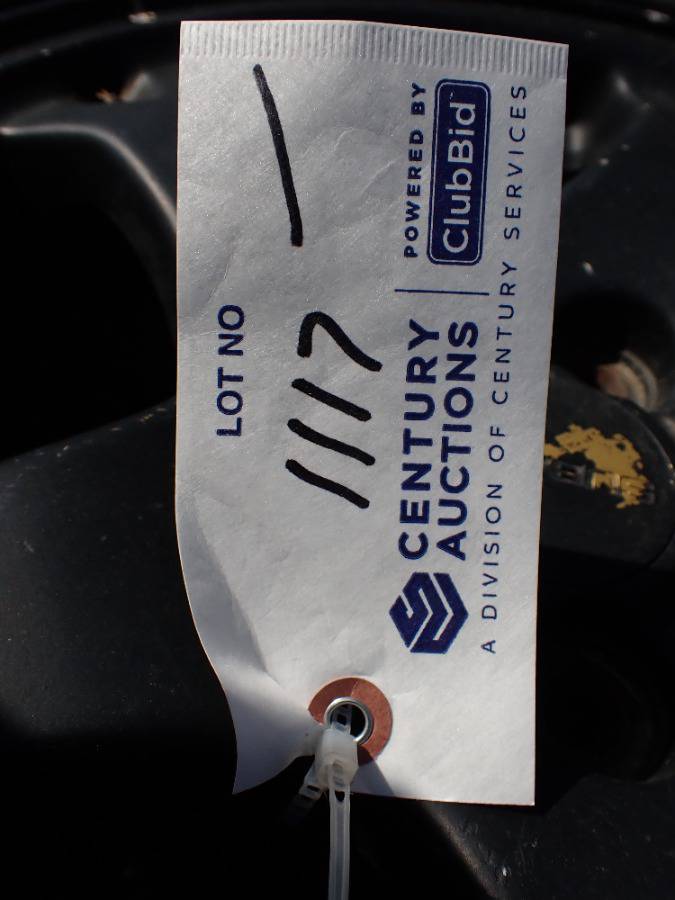 LOT NO
1117
CENTURY
AUCTIONS
POWERED BY
ClubBid
A DIVISION OF CENTURY SERVICES